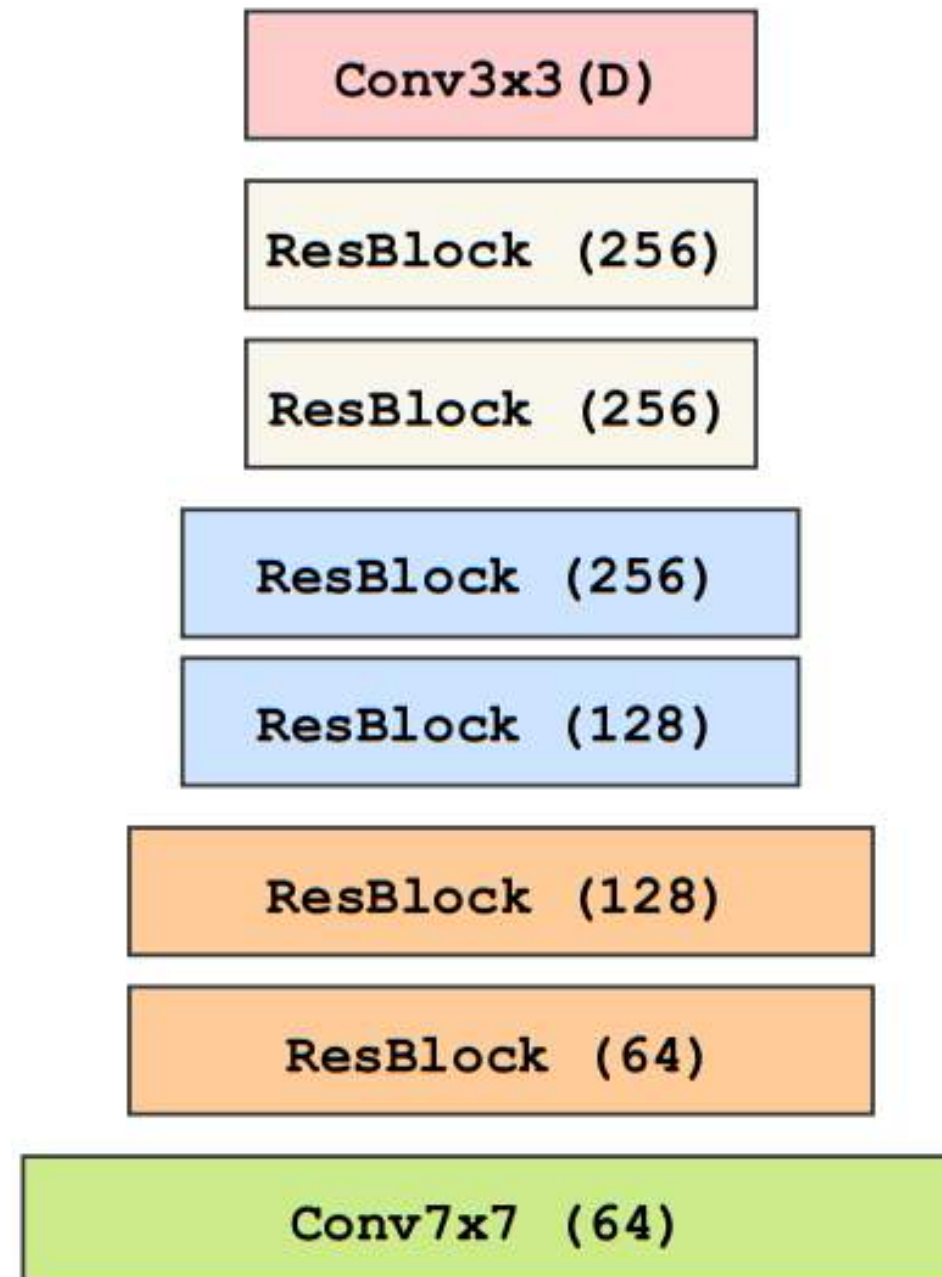 Conv3x3(D)
ResBlock (256)
ResBlock (256)
ResBlock (256)
ResBlock (128)
ResBlock (128)
ResBlock (64)
Conv7x7 (64)